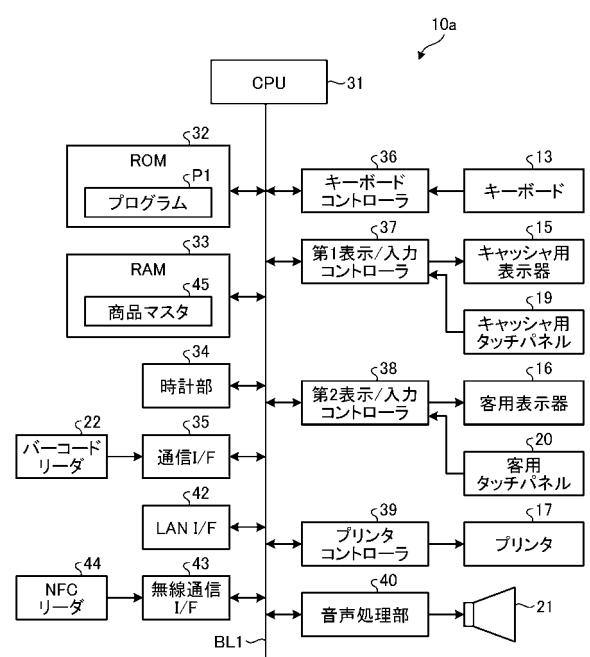 10a
CPU
31
32
ROM
P1
プログラム
36
キーボード
コントローラ
13
キーボード
33
RAM
45
商品マスタ
37
第1表示/入力
コントローラ
15
キャッシャ用
表示器
19
キャッシャ用
タッチパネル
34
時計部
38
第2表示/入力
コントローラ
16
客用表示器
22
バーコード
リーダ
35
通信I/F
20
客用
タッチパネル
42
LAN I/F
39
プリンタ
コントローラ
17
プリンタ
44
NFC
リーダ
43
無線通信
I/F
40
音声処理部
21
BL1